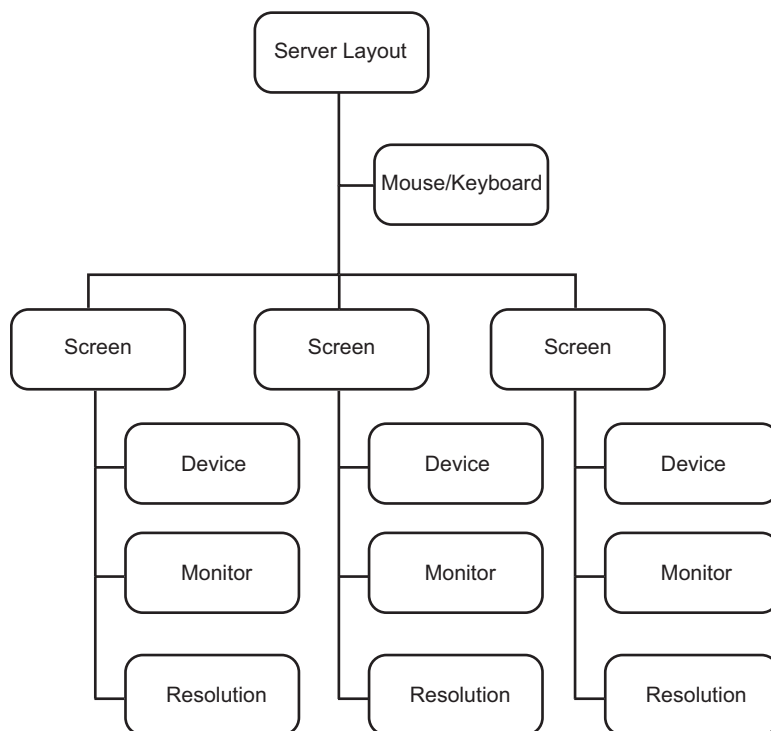 Server Layout
Mouse/Keyboard
Screen
Screen
Screen
Device
Device
Device
Monitor
Monitor
Monitor
Resolution
Resolution
Resolution